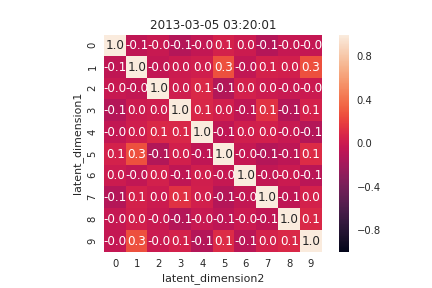 2013-03-05 03:20:01
latent_dimension1
0 1.0 -0.1 -0.0 -0.1 -0.0 0.1 0.0 -0.1 -0.0 -0.0
1 -0.1 1.0 -0.0 0.0 0.0 0.3 -0.0 0.1 0.0 0.3
2 -0.0 -0.0 1.0 0.0 0.1 -0.1 0.0 0.0 -0.0 -0.0
3 -0.1 0.0 0.0 1.0 0.1 0.0 -0.0 0.1 -0.1 0.1
4 -0.0 0.0 0.1 0.1 1.0 -0.1 0.0 0.0 -0.0 -0.1
5 0.1 0.3 -0.1 0.0 -0.1 1.0 -0.0 -0.1 -0.1 0.1
6 0.0 -0.0 0.0 -0.0 0.0 -0.0 1.0 -0.0 -0.0 -0.1
7 -0.1 0.1 0.0 0.1 0.0 -0.1 -0.0 1.0 -0.1 0.0
8 -0.0 0.0 -0.0 -0.1 -0.0 -0.1 -0.0 -0.1 1.0 0.1
9 -0.0 0.3 -0.0 0.1 -0.1 0.1 -0.1 0.0 0.1 1.0
0 1 2 3 4 5 6 7 8 9
latent_dimension2
0.8
0.4
0.0
-0.4
-0.8